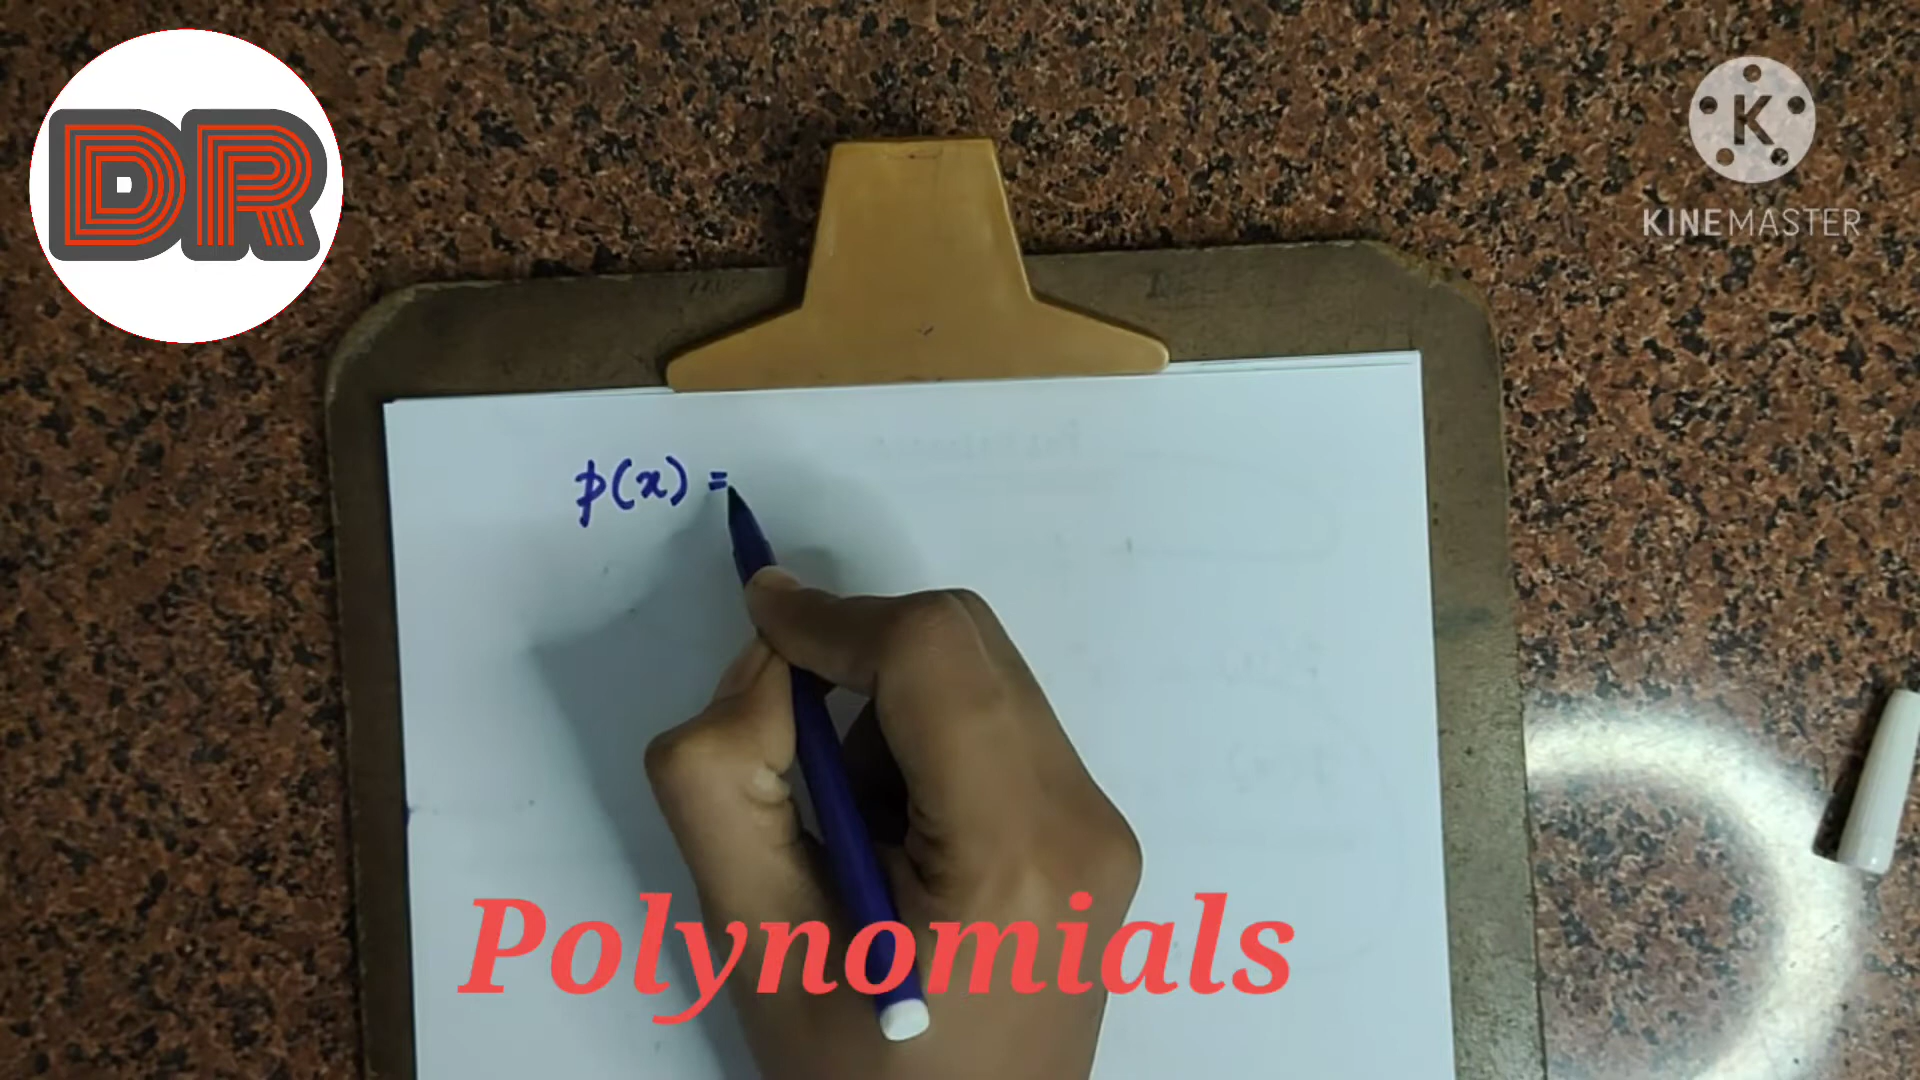 DR
KINEMASTER
p(x) =
Polynomials